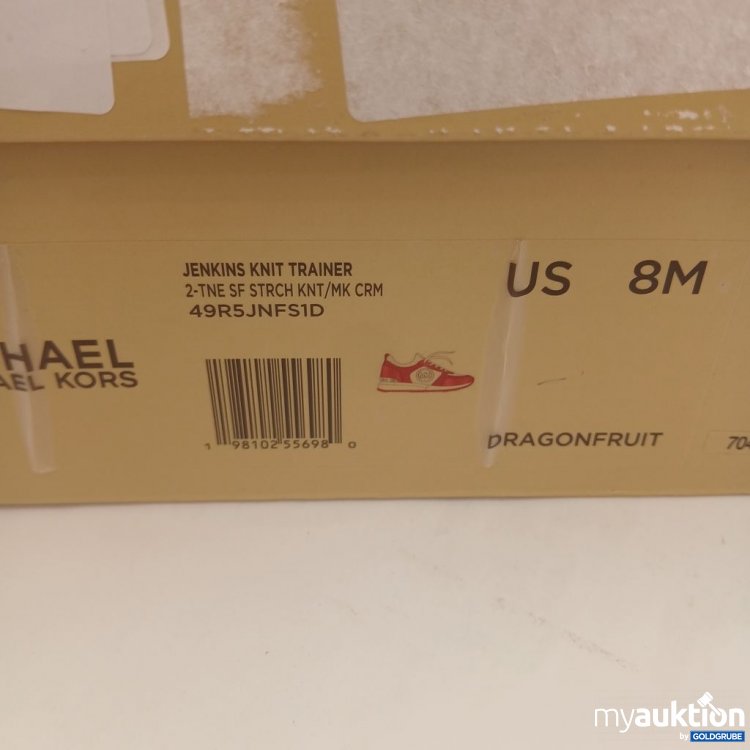 JENKINS KNIT TRAINER
2-TNE SF STRCH KNT/MK CRM
49R5JNFS1D
US 8M
HAEL
AEL KORS
1 98102 55698 0
DRAGONFRUIT
704
myauktion
by GOLDGRUBE